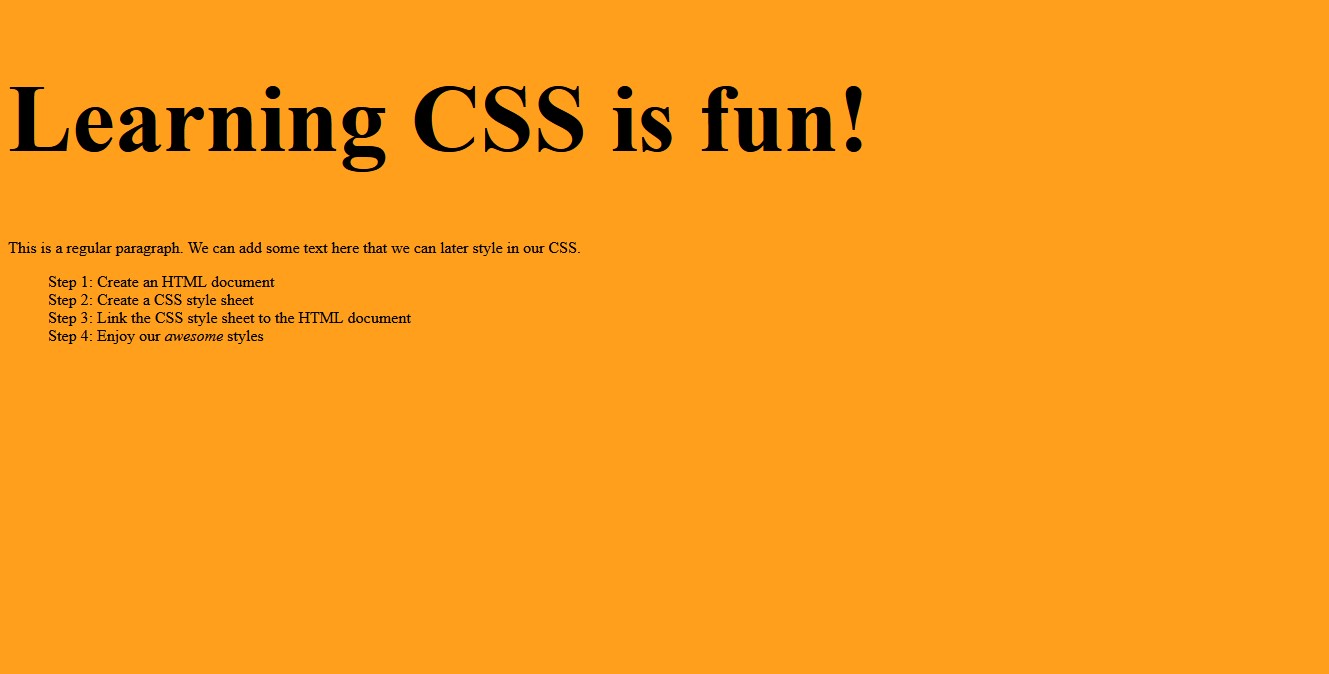 Learning CSS is fun!
This is a regular paragraph. We can add some text here that we can later style in our CSS.
Step 1: Create an HTML document
Step 2: Create a CSS style sheet
Step 3: Link the CSS style sheet to the HTML document
Step 4: Enjoy our awesome styles